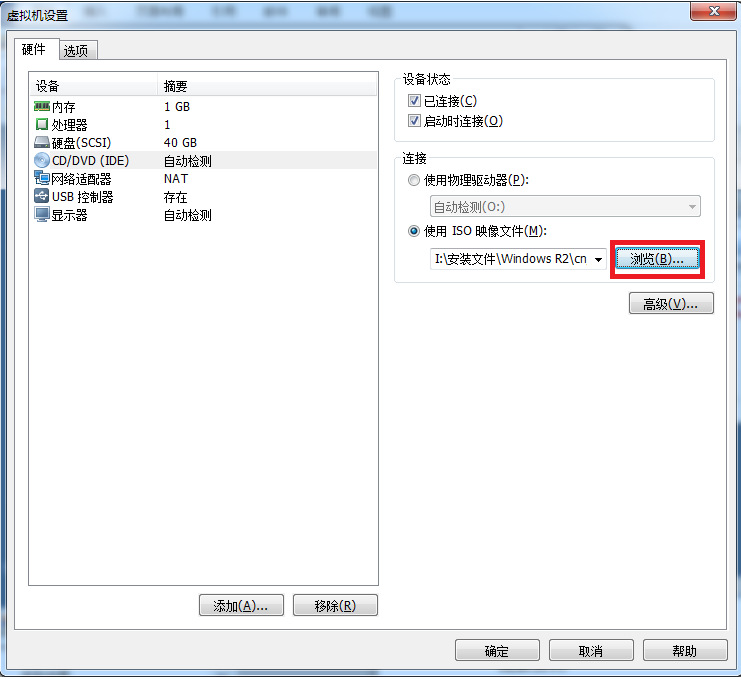 虚拟机设置
硬件 选项
设备 摘要
内存 1 GB
处理器 1
硬盘(SCSI) 40 GB
CD/DVD (IDE) 自动检测
网络适配器 NAT
USB 控制器 存在
显示器 自动检测
添加(A)... 移除(R)
设备状态
已连接(C)
启动时连接(O)
连接
使用物理驱动器(P):
自动检测(O:)
使用 ISO 映像文件(M):
I:\安装文件\Windows R2\cn 浏览(B)...
高级(V)...
确定 取消 帮助